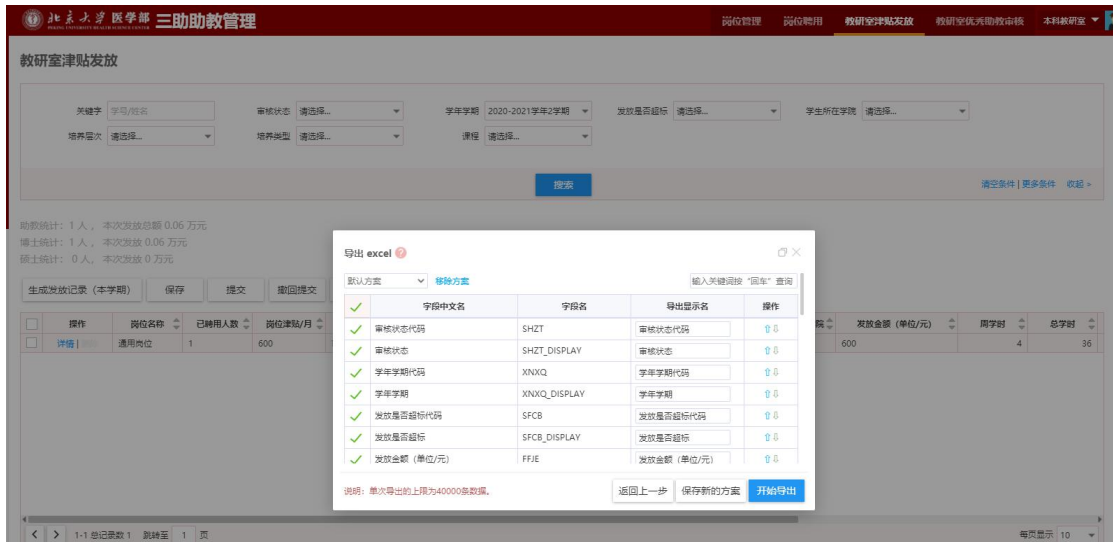 北京大学 医学部 三助助教管理
岗位管理 岗位聘用 教研室津贴发放 教研室优秀助教审核 本科教研室
教研室津贴发放
关键字 学号/姓名 审核状态 请选择... 学年学期 2020-2021学年2学期 发放是否超标 请选择... 学生所在学院 请选择...
培养层次 请选择... 培养类型 请选择... 课程 请选择...
搜索 清空条件 | 更多条件 收起
助教统计：1 人， 本次发放总额 0.06 万元
博士统计：1 人， 本次发放 0.06 万元
硕士统计： 0 人， 本次发放 0 万元
生成发放记录（本学期） 保存 提交 撤回提交
操作 岗位名称 已聘用人数 岗位津贴/月 院 发放金额（单位/元） 周学时 总学时
详情 | 通用岗位 1 600 600 4 36
导出 excel
默认方案 移除方案 输入关键词按“回车”查询
字段中文名 字段名 导出显示名 操作
审核状态代码 SHZT 审核状态代码
审核状态 SHZT_DISPLAY 审核状态
学年学期代码 XNXQ 学年学期代码
学年学期 XNXQ_DISPLAY 学年学期
发放是否超标代码 SFCB 发放是否超标代码
发放是否超标 SFCB_DISPLAY 发放是否超标
发放金额（单位/元） FFJE 发放金额（单位/元）
说明：单次导出的上限为40000条数据。 返回上一步 保存新的方案 开始导出
1-1 总记录数 1 跳转至 1 页 每页显示 10